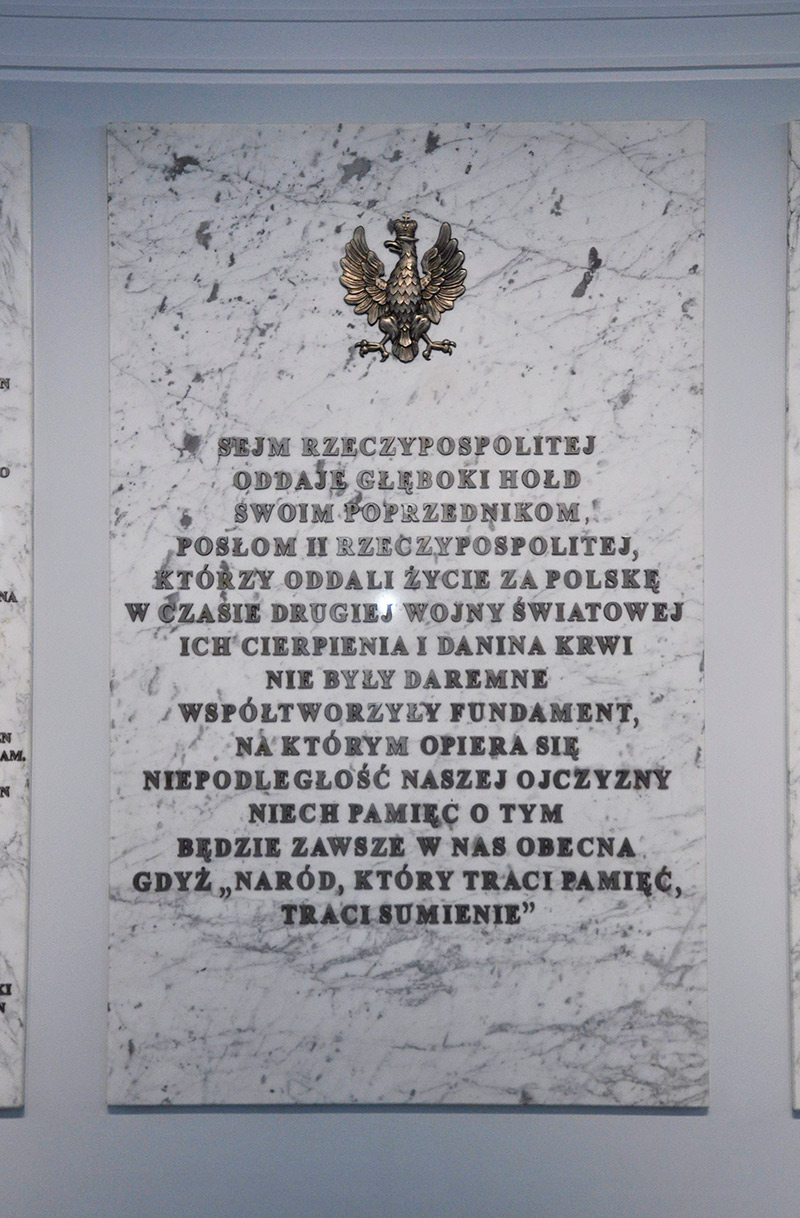 SEJM RZECZYPOSPOLITEJ
ODDAJE GŁĘBOKI HOŁD
SWOIM POPRZEDNIKOM,
POSŁOM II RZECZYPOSPOLITEJ,
KTÓRZY ODDALI ŻYCIE ZA POLSKĘ
W CZASIE DRUGIEJ WOJNY ŚWIATOWEJ
ICH CIERPIENIA I DANINA KRWI
NIE BYŁY DAREMNE
WSPÓŁTWORZYŁY FUNDAMENT,
NA KTÓRYM OPIERA SIĘ
NIEPODLEGŁOŚĆ NASZEJ OJCZYZNY
NIECH PAMIĘĆ O TYM
BĘDZIE ZAWSZE W NAS OBECNA
GDYŻ „NARÓD, KTÓRY TRACI PAMIĘĆ,
TRACI SUMIENIE”